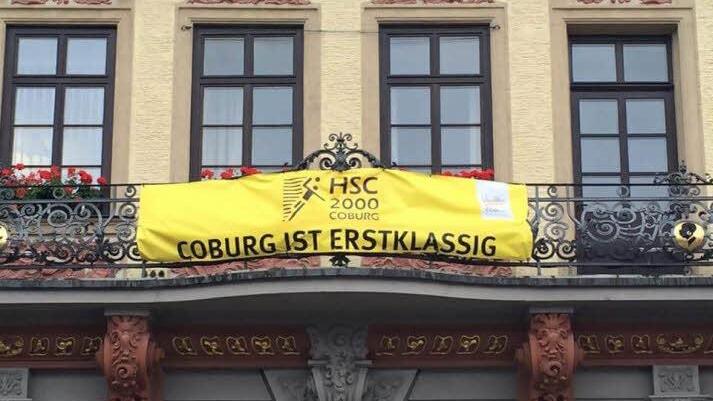 HSC
2000
COBURG
COBURG IST ERSTKLASSIG